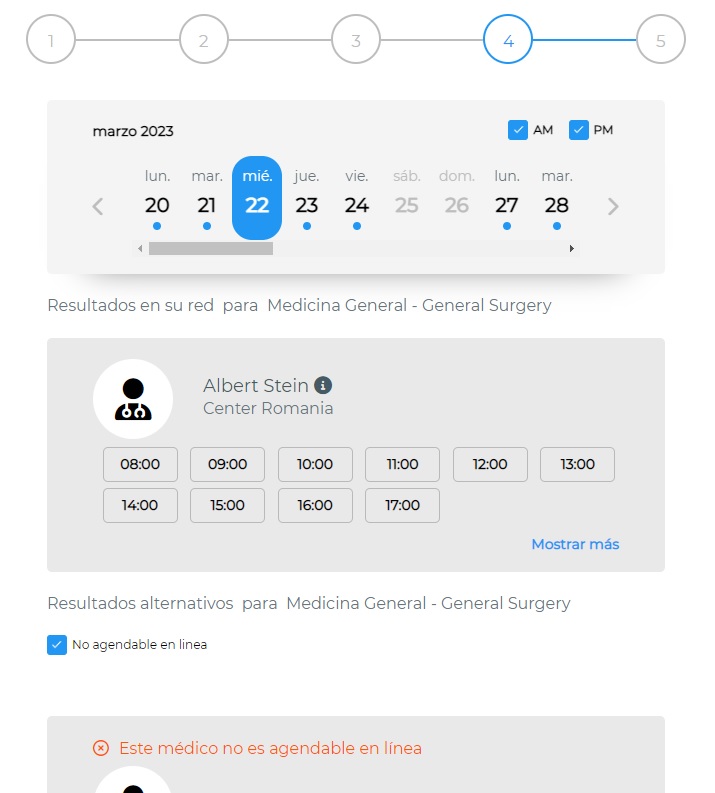 1 2 3 4 5
marzo 2023 AM PM
lun. mar. mié. jue. vie. sáb. dom. lun. mar.
20 21 22 23 24 25 26 27 28
Resultados en su red para Medicina General - General Surgery
Albert Stein
Center Romania
08:00 09:00 10:00 11:00 12:00 13:00
14:00 15:00 16:00 17:00
Mostrar más
Resultados alternativos para Medicina General - General Surgery
No agendable en linea
Este médico no es agendable en línea